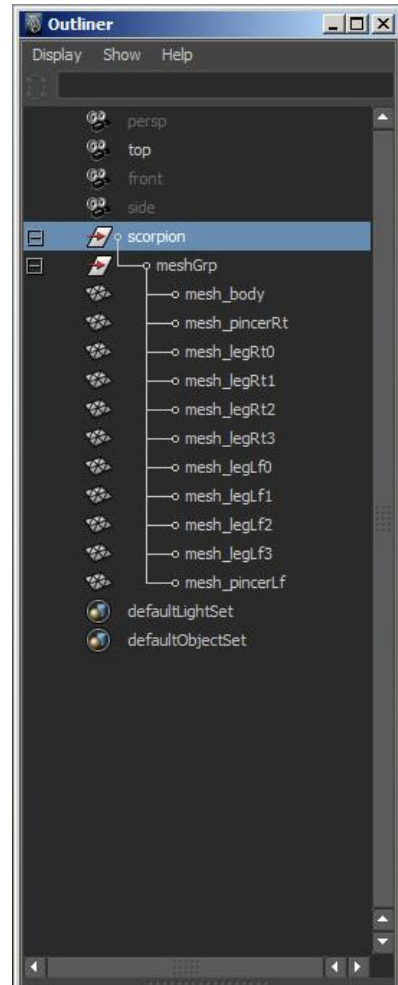 Outliner
Display Show Help
persp
top
front
side
scorpion
meshGrp
mesh_body
mesh_pincerRt
mesh_legRt0
mesh_legRt1
mesh_legRt2
mesh_legRt3
mesh_legLf0
mesh_legLf1
mesh_legLf2
mesh_legLf3
mesh_pincerLf
defaultLightSet
defaultObjectSet